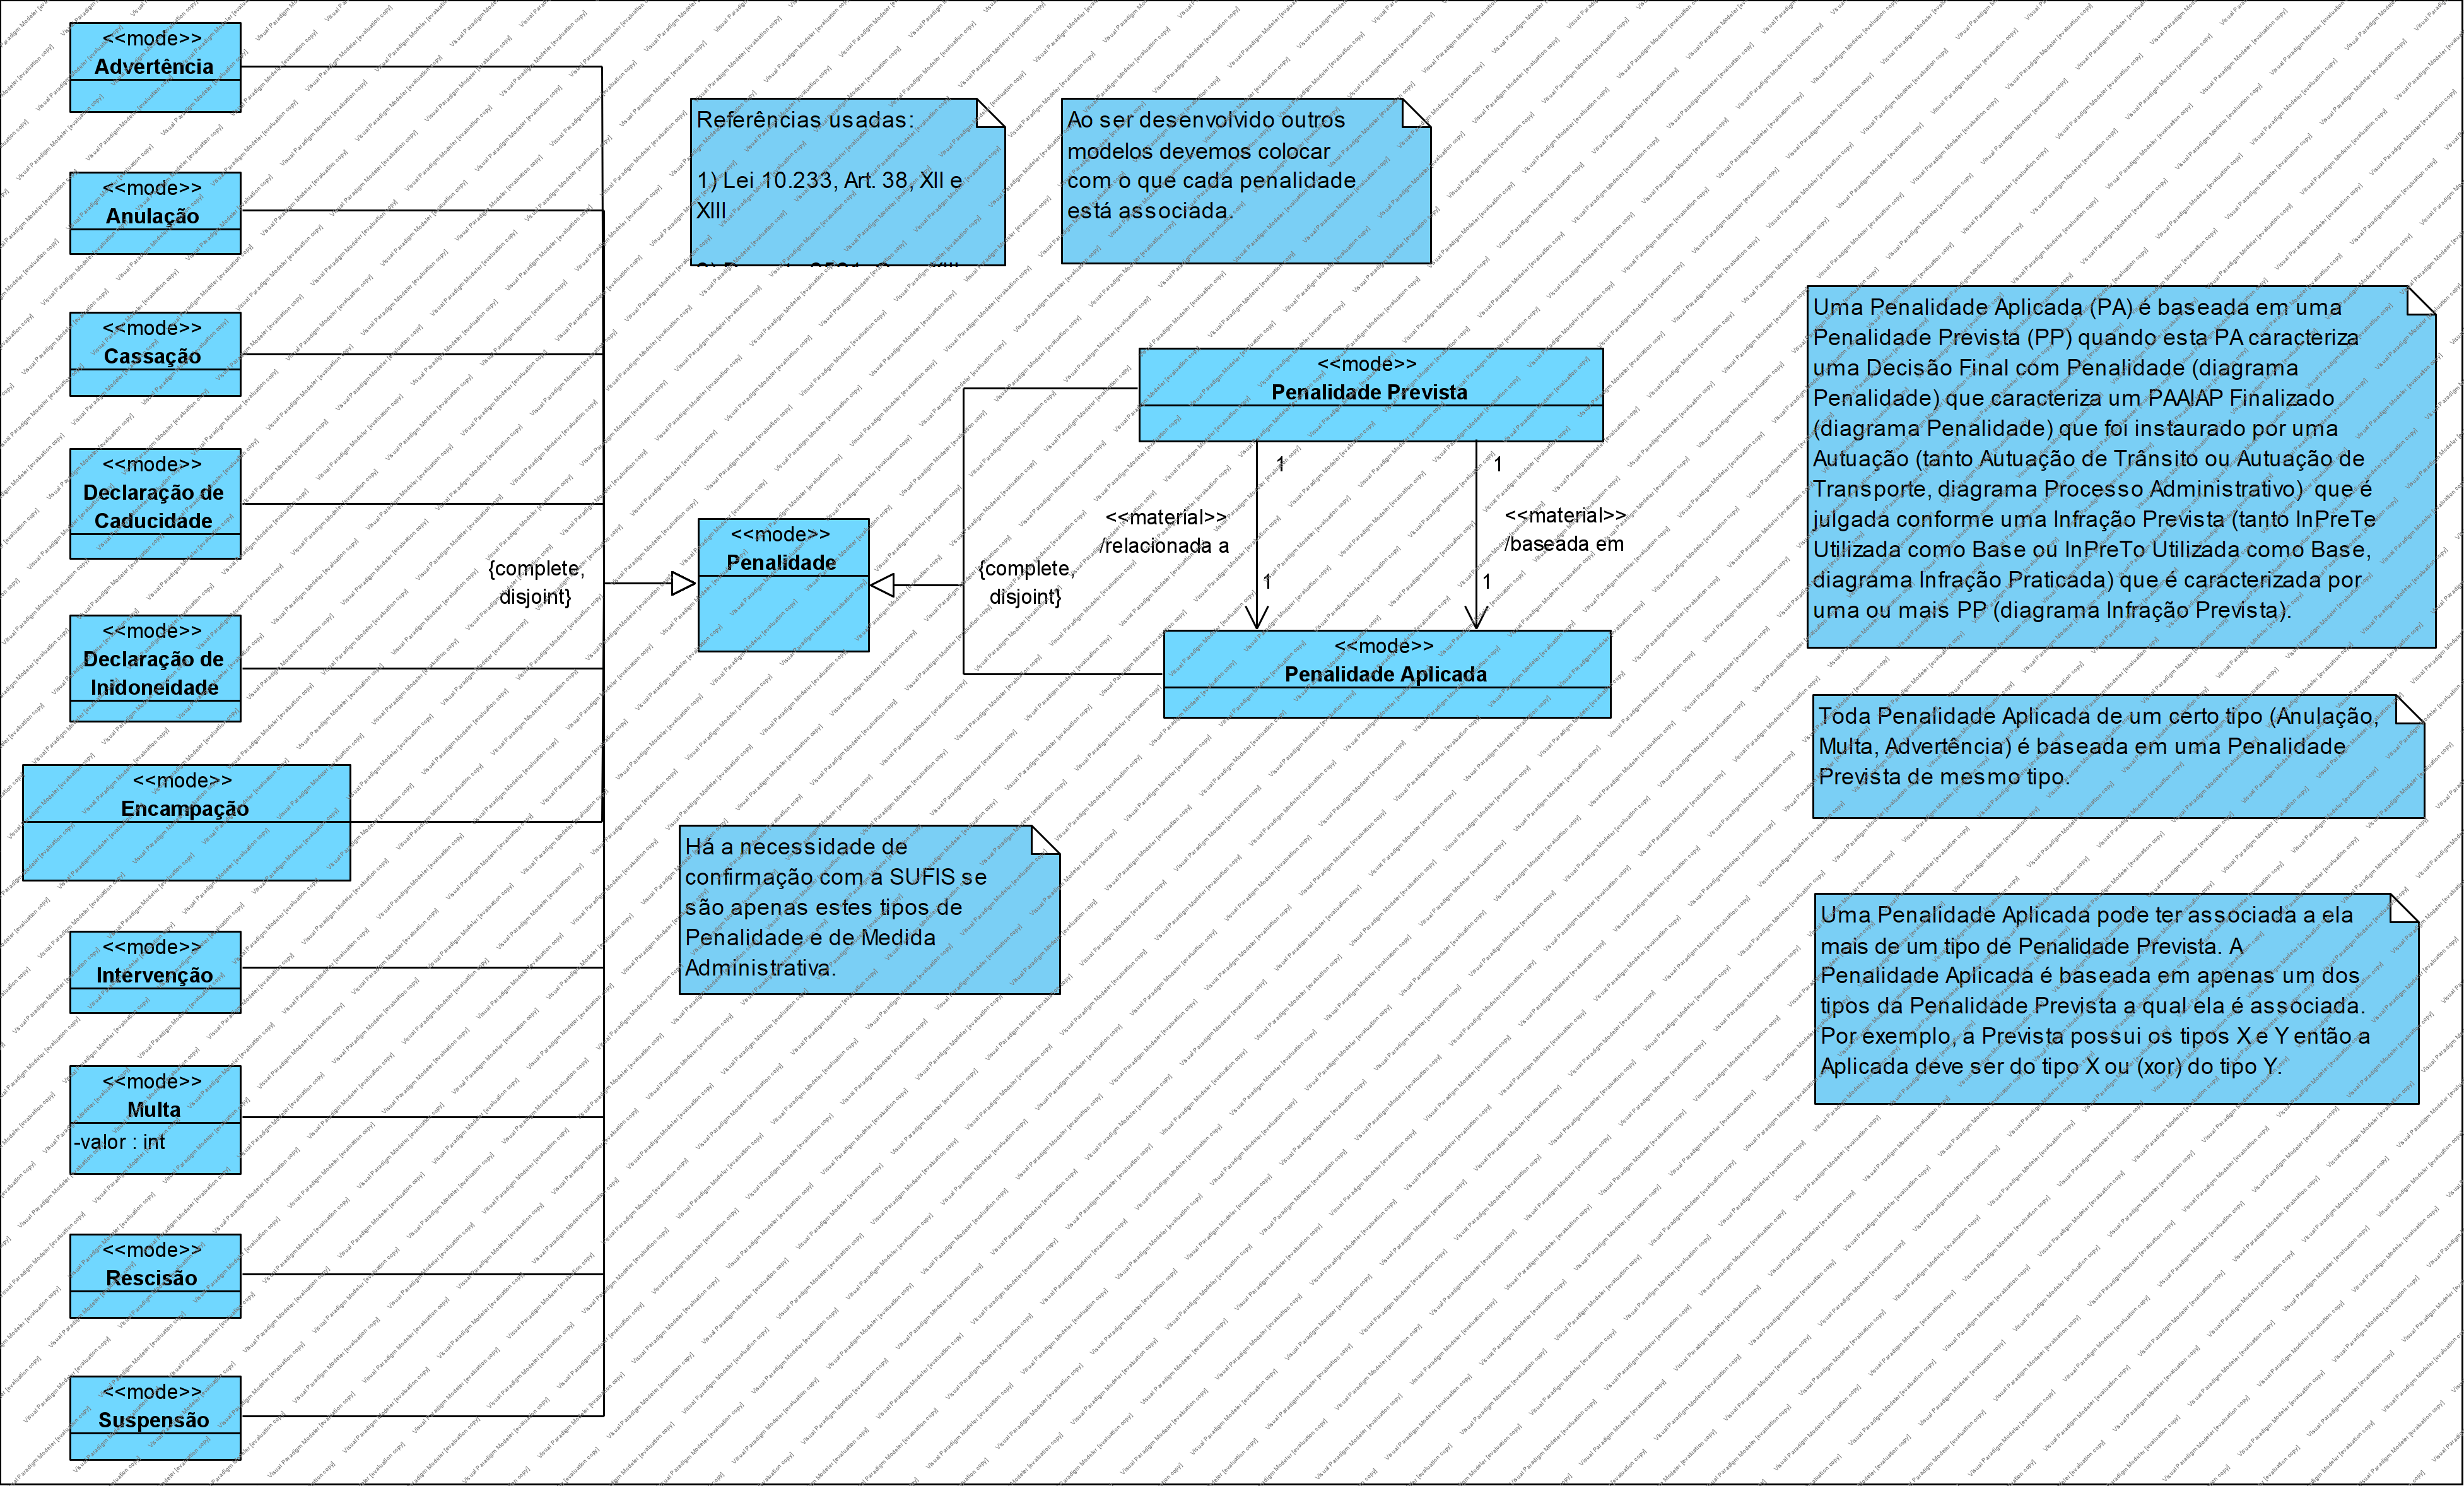 <<mode>>
Advertência
<<mode>>
Anulação
<<mode>>
Cassação
<<mode>>
Declaração de
Caducidade
<<mode>>
Declaração de
Inidoneidade
<<mode>>
Encampação
<<mode>>
Intervenção
<<mode>>
Multa
-valor : int
<<mode>>
Rescisão
<<mode>>
Suspensão
{complete,
disjoint}
Referências usadas:
1) Lei 10.233, Art. 38, XII e
XIII
Ao ser desenvolvido outros
modelos devemos colocar
com o que cada penalidade
está associada.
<<mode>>
Penalidade
{complete,
disjoint}
<<mode>>
Penalidade Prevista
1
1
<<material>>
/relacionada a
<<material>>
/baseada em
1
1
<<mode>>
Penalidade Aplicada
Há a necessidade de
confirmação com a SUFIS se
são apenas estes tipos de
Penalidade e de Medida
Administrativa.
Uma Penalidade Aplicada (PA) é baseada em uma
Penalidade Prevista (PP) quando esta PA caracteriza
uma Decisão Final com Penalidade (diagrama
Penalidade) que caracteriza um PAAIAP Finalizado
(diagrama Penalidade) que foi instaurado por uma
Autuação (tanto Autuação de Trânsito ou Autuação de
Transporte, diagrama Processo Administrativo)  que é
julgada conforme uma Infração Prevista (tanto InPreTe
Utilizada como Base ou InPreTo Utilizada como Base,
diagrama Infração Praticada) que é caracterizada por
uma ou mais PP (diagrama Infração Prevista).
Toda Penalidade Aplicada de um certo tipo (Anulação,
Multa, Advertência) é baseada em uma Penalidade
Prevista de mesmo tipo.
Uma Penalidade Aplicada pode ter associada a ela
mais de um tipo de Penalidade Prevista. A
Penalidade Aplicada é baseada em apenas um dos
tipos da Penalidade Prevista a qual ela é associada.
Por exemplo, a Prevista possui os tipos X e Y então a
Aplicada deve ser do tipo X ou (xor) do tipo Y.
Visual Paradigm Modeler [evaluation copy]